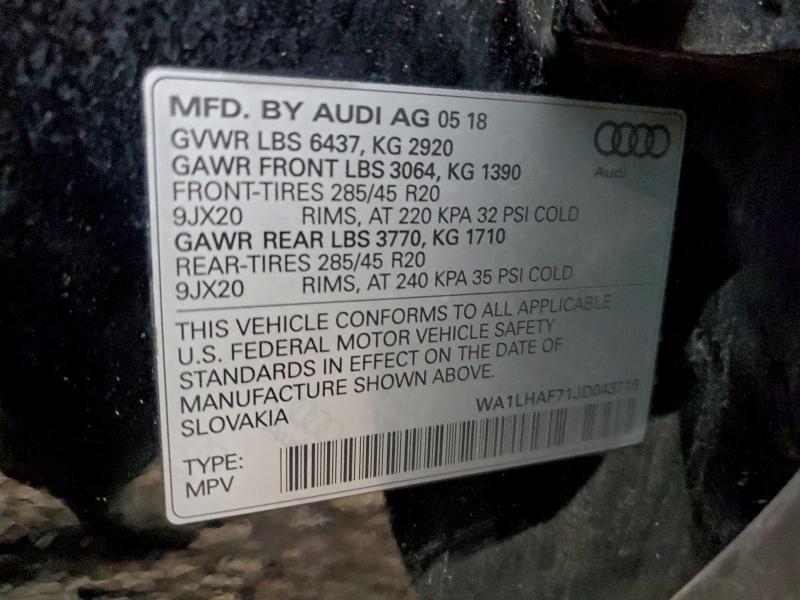 MFD. BY AUDI AG 05 18
GVWR LBS 6437, KG 2920
GAWR FRONT LBS 3064, KG 1390
FRONT-TIRES 285/45 R20
9JX20 RIMS, AT 220 KPA 32 PSI COLD
GAWR REAR LBS 3770, KG 1710
REAR-TIRES 285/45 R20
9JX20 RIMS, AT 240 KPA 35 PSI COLD
Audi
THIS VEHICLE CONFORMS TO ALL APPLICABLE
U.S. FEDERAL MOTOR VEHICLE SAFETY
STANDARDS IN EFFECT ON THE DATE OF
MANUFACTURE SHOWN ABOVE.
SLOVAKIA
WA1LHAF71JD043718
TYPE:
MPV